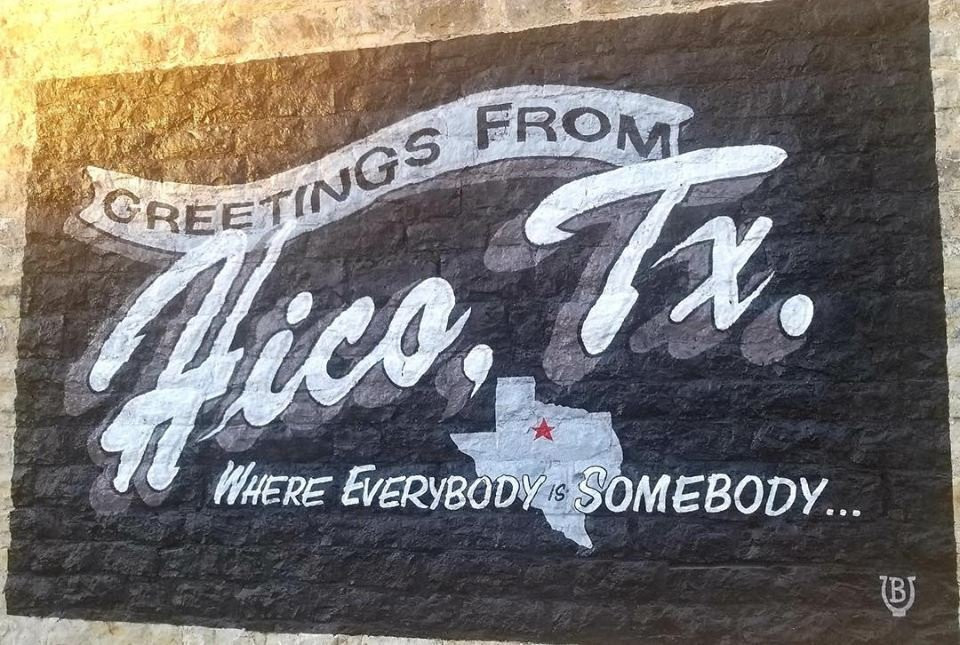 GREETINGS FROM
Hico, Tx.
WHERE EVERYBODY IS SOMEBODY...
B